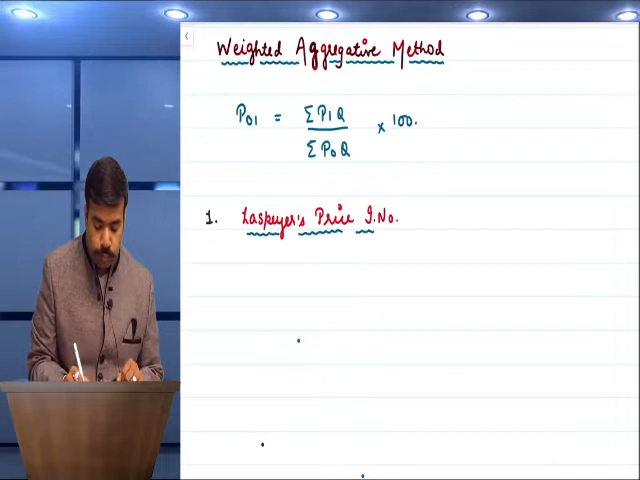 Weighted Aggregative Method
P01 = ΣP1Q / ΣP0Q × 100.
1. Laspeyer's Price I.No.